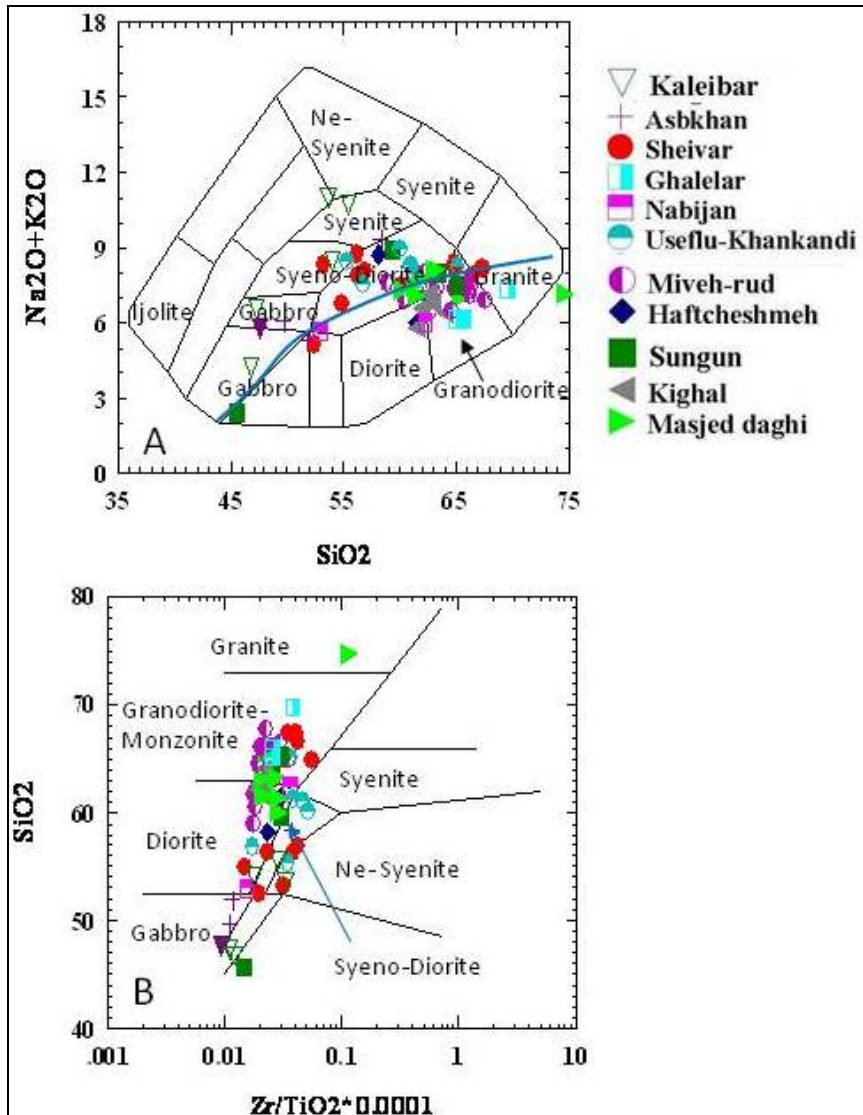 18
15
12
9
6
3
0
Na2O+K2O
Ne-
Syenite
Syenite
Syenite
Syeno-Diorite
Granite
Ijolite
Gabbro
Gabbro
Diorite
Granodiorite
A
35
45
55
65
75
SiO2
Kaleibar
Asbkhan
Sheivar
Ghalelar
Nabijan
Useflu-Khankandi
Miveh-rud
Haftcheshmeh
Sungun
Kighal
Masjed daghi
80
70
60
50
40
SiO2
Granite
Granodiorite-
Monzonite
Syenite
Diorite
Ne-Syenite
Gabbro
Syeno-Diorite
B
.001
0.01
0.1
1
10
Zr/TiO2*0.0001